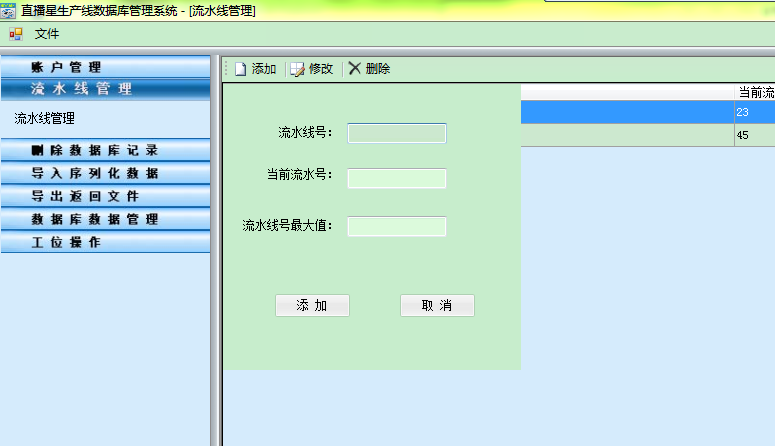 直播星生产线数据库管理系统 - [流水线管理]
文件
账户管理
流水线管理
流水线管理
删除数据库记录
导入序列化数据
导出返回文件
数据库数据管理
工位操作
添加 修改 删除
当前流
23
45
流水线号：
当前流水号：
流水线号最大值：
添 加 取 消